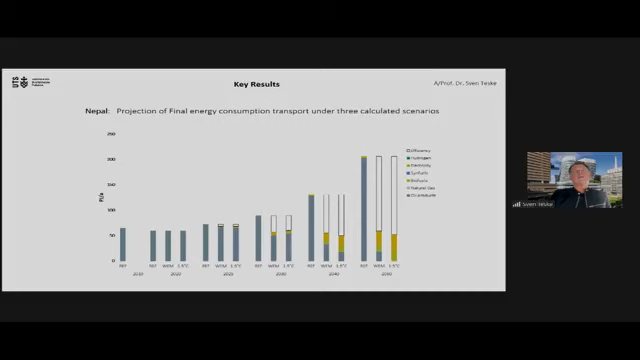 UTS
Key Results
A/Prof. Dr. Sven Teske
Nepal: Projection of Final energy consumption transport under three calculated scenarios
250
200
150
100
50
0
PJ/a
Efficiency
Hydrogen
Electricity
Synfuels
Biofuels
Natural Gas
Oil products
REF REF WEM 1.5°C REF WEM 1.5°C REF WEM 1.5°C REF WEM 1.5°C REF WEM 1.5°C
2020 2025 2030 2040 2050
Sven Teske